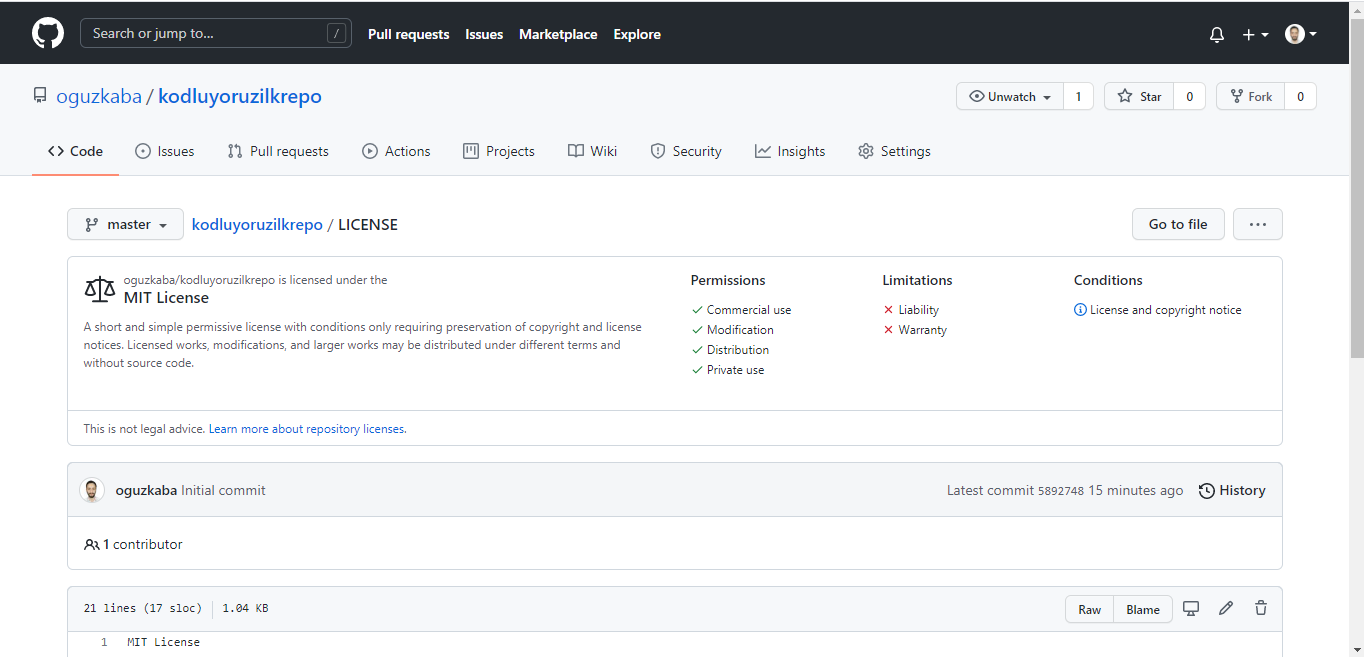 Search or jump to... / Pull requests Issues Marketplace Explore
oguzkaba / kodluyoruzilkrepo Unwatch 1 Star 0 Fork 0
Code Issues Pull requests Actions Projects Wiki Security Insights Settings
master kodluyoruzilkrepo / LICENSE Go to file ...
oguzkaba/kodluyoruzilkrepo is licensed under the
MIT License
A short and simple permissive license with conditions only requiring preservation of copyright and license
notices. Licensed works, modifications, and larger works may be distributed under different terms and
without source code.
Permissions
Commercial use
Modification
Distribution
Private use
Limitations
Liability
Warranty
Conditions
License and copyright notice
This is not legal advice. Learn more about repository licenses.
oguzkaba Initial commit Latest commit 5892748 15 minutes ago History
1 contributor
21 lines (17 sloc) 1.04 KB Raw Blame
1 MIT License